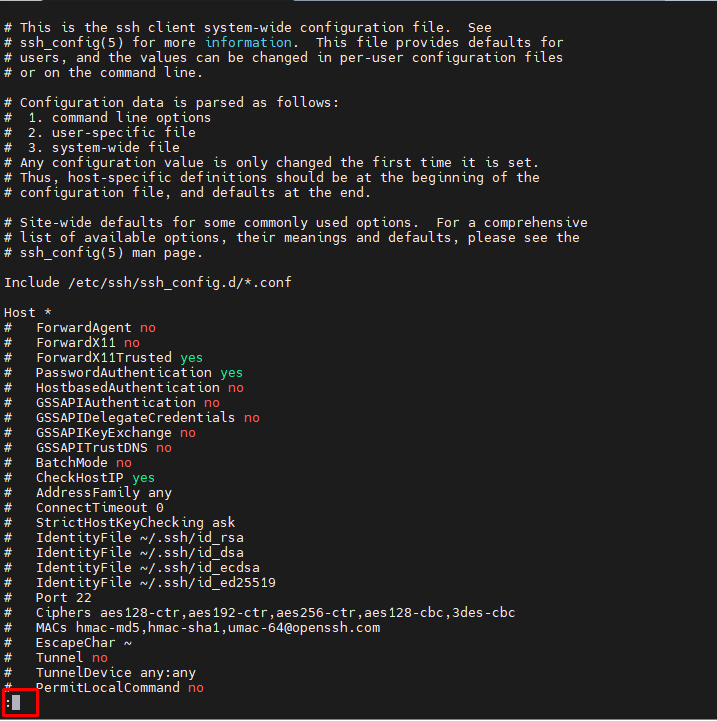 # This is the ssh client system-wide configuration file.  See
# ssh_config(5) for more information.  This file provides defaults for
# users, and the values can be changed in per-user configuration files
# or on the command line.

# Configuration data is parsed as follows:
#  1. command line options
#  2. user-specific file
#  3. system-wide file
# Any configuration value is only changed the first time it is set.
# Thus, host-specific definitions should be at the beginning of the
# configuration file, and defaults at the end.

# Site-wide defaults for some commonly used options.  For a comprehensive
# list of available options, their meanings and defaults, please see the
# ssh_config(5) man page.

Include /etc/ssh/ssh_config.d/*.conf

Host *
#   ForwardAgent no
#   ForwardX11 no
#   ForwardX11Trusted yes
#   PasswordAuthentication yes
#   HostbasedAuthentication no
#   GSSAPIAuthentication no
#   GSSAPIDelegateCredentials no
#   GSSAPIKeyExchange no
#   GSSAPITrustDNS no
#   BatchMode no
#   CheckHostIP yes
#   AddressFamily any
#   ConnectTimeout 0
#   StrictHostKeyChecking ask
#   IdentityFile ~/.ssh/id_rsa
#   IdentityFile ~/.ssh/id_dsa
#   IdentityFile ~/.ssh/id_ecdsa
#   IdentityFile ~/.ssh/id_ed25519
#   Port 22
#   Ciphers aes128-ctr,aes192-ctr,aes256-ctr,aes128-cbc,3des-cbc
#   MACs hmac-md5,hmac-sha1,umac-64@openssh.com
#   EscapeChar ~
#   Tunnel no
#   TunnelDevice any:any
#   PermitLocalCommand no
: